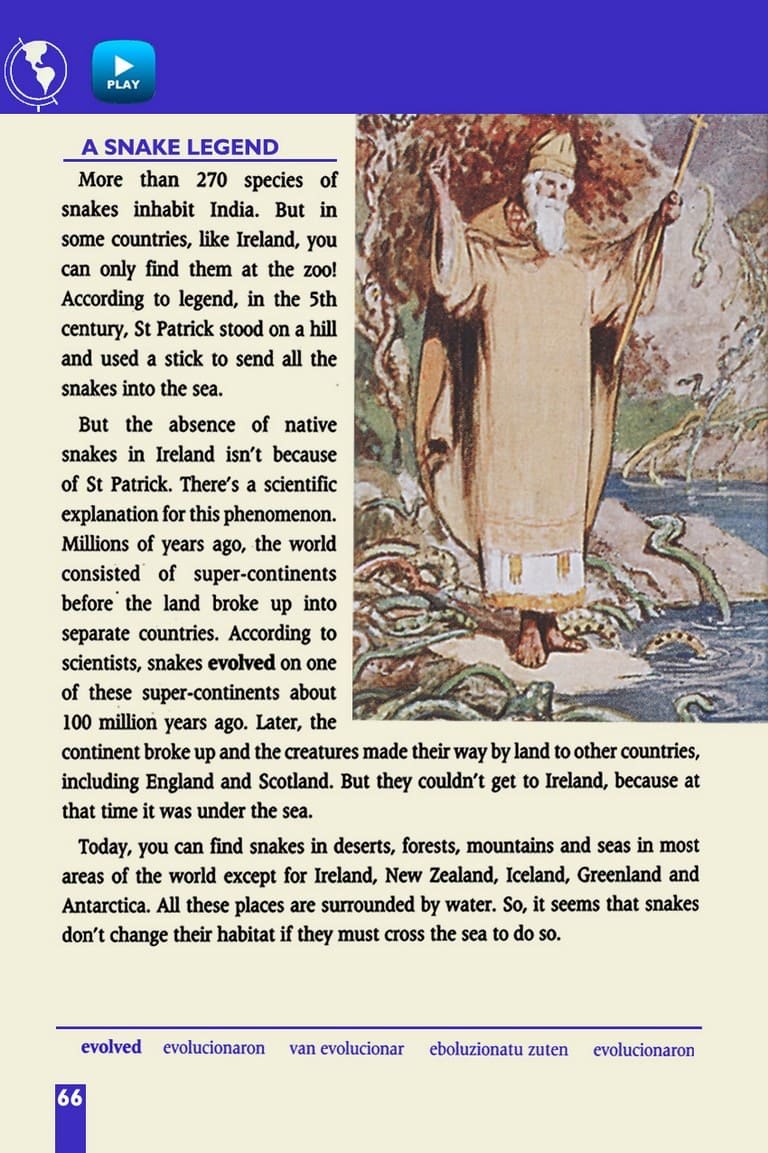 PLAY
A SNAKE LEGEND
More than 270 species of
snakes inhabit India. But in
some countries, like Ireland, you
can only find them at the zoo!
According to legend, in the 5th
century, St Patrick stood on a hill
and used a stick to send all the
snakes into the sea.
But the absence of native
snakes in Ireland isn't because
of St Patrick. There's a scientific
explanation for this phenomenon.
Millions of years ago, the world
consisted of super-continents
before the land broke up into
separate countries. According to
scientists, snakes evolved on one
of these super-continents about
100 million years ago. Later, the
continent broke up and the creatures made their way by land to other countries,
including England and Scotland. But they couldn't get to Ireland, because at
that time it was under the sea.
Today, you can find snakes in deserts, forests, mountains and seas in most
areas of the world except for Ireland, New Zealand, Iceland, Greenland and
Antarctica. All these places are surrounded by water. So, it seems that snakes
don't change their habitat if they must cross the sea to do so.
evolved evolucionaron van evolucionar eboluzionatu zuten evolucionaron
66